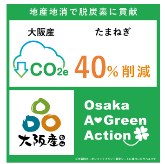 地産地消で脱炭素に貢献
大阪産 たまねぎ
CO2e 40%削減
大阪産
Osaka
A Green
Action